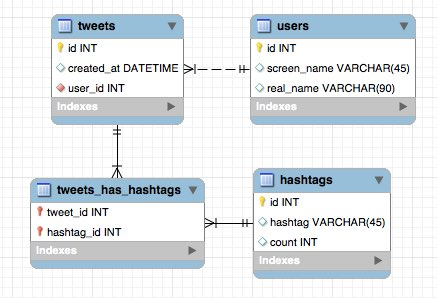 tweets
id INT
created_at DATETIME
user_id INT
Indexes
users
id INT
screen_name VARCHAR(45)
real_name VARCHAR(90)
Indexes
tweets_has_hashtags
tweet_id INT
hashtag_id INT
Indexes
hashtags
id INT
hashtag VARCHAR(45)
count INT
Indexes